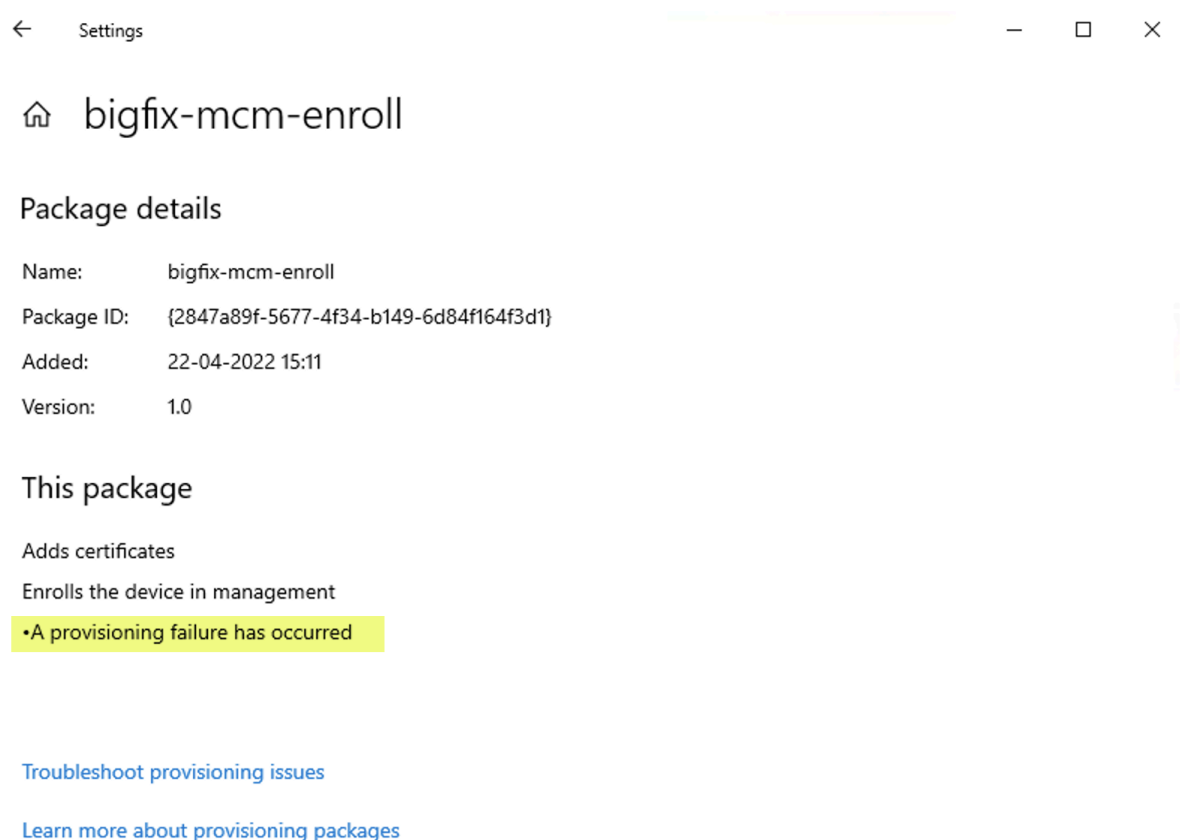 Settings
bigfix-mcm-enroll
Package details
Name: bigfix-mcm-enroll
Package ID: {2847a89f-5677-4f34-b149-6d84f164f3d1}
Added: 22-04-2022 15:11
Version: 1.0
This package
Adds certificates
Enrolls the device in management
•A provisioning failure has occurred
Troubleshoot provisioning issues
Learn more about provisioning packages